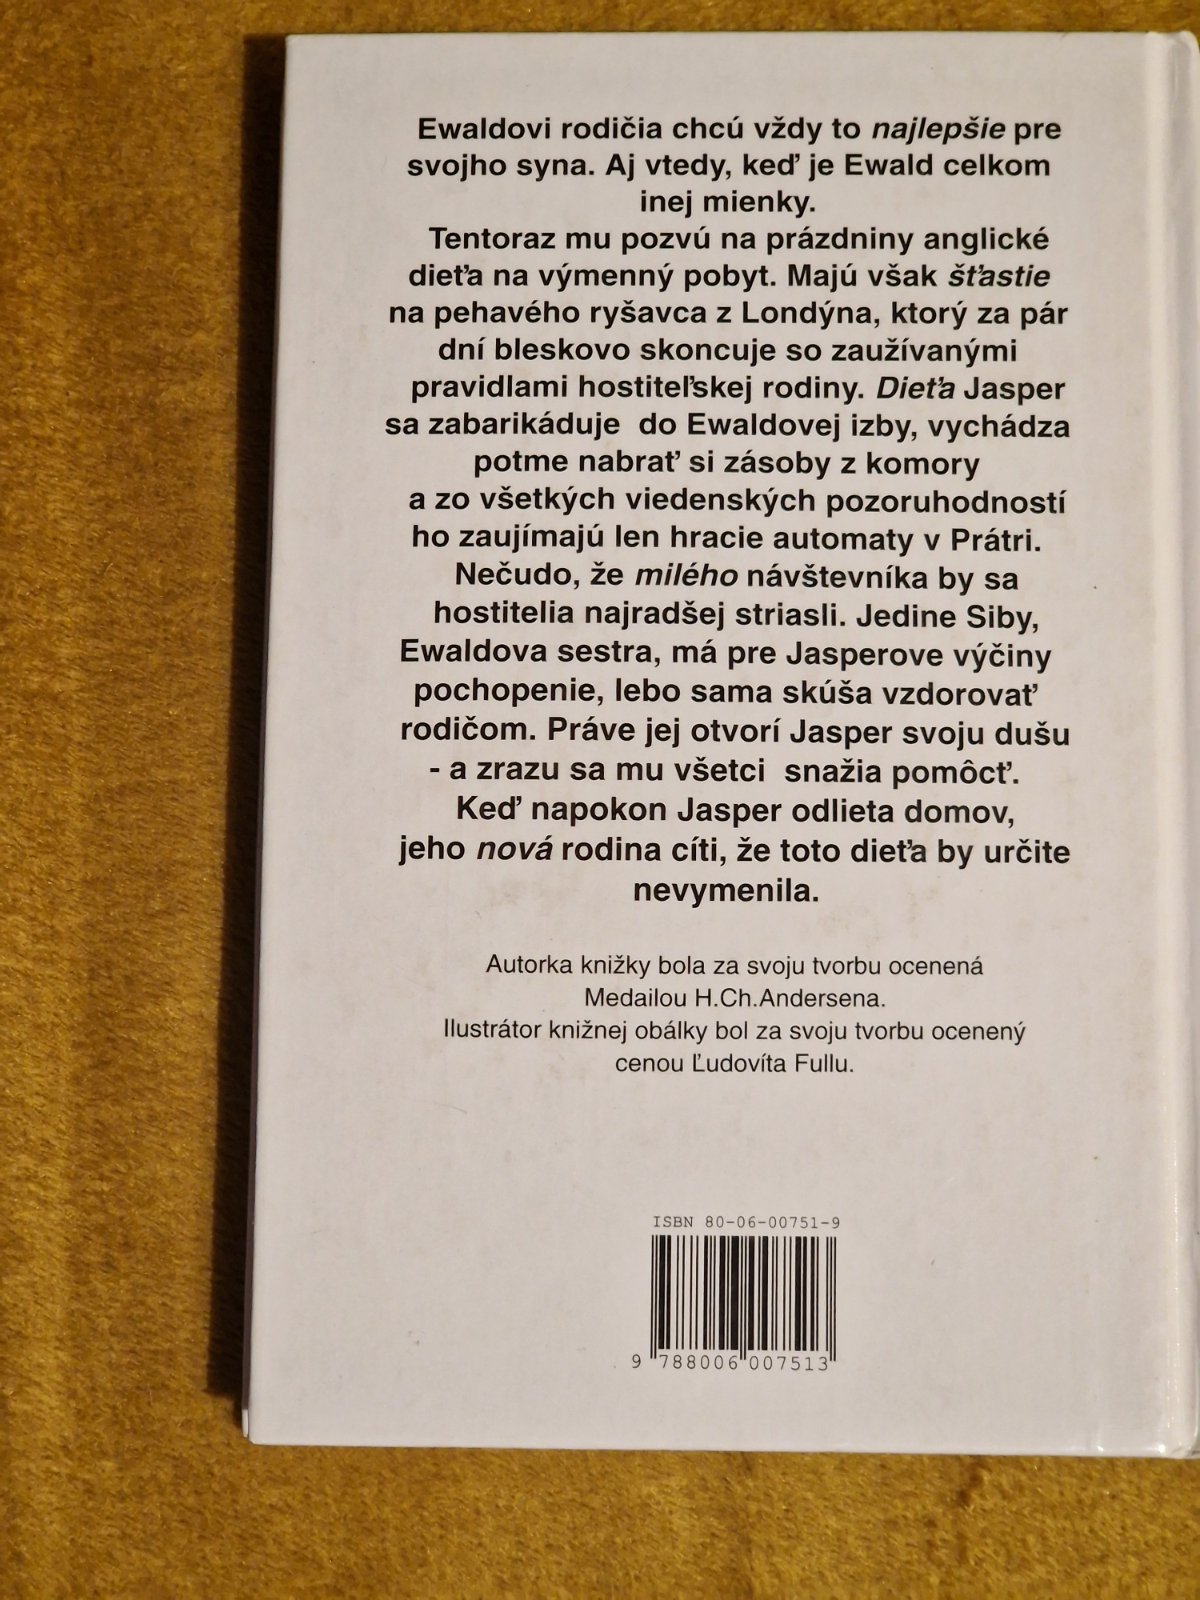 Ewaldovi rodičia chcú vždy to najlepšie pre
svojho syna. Aj vtedy, keď je Ewald celkom
inej mienky.
Tentoraz mu pozvú na prázdniny anglické
dieťa na výmenný pobyt. Majú však šťastie
na pehavého ryšavca z Londýna, ktorý za pár
dní bleskovo skoncuje so zaužívanými
pravidlami hostiteľskej rodiny. Dieťa Jasper
sa zabarikáduje do Ewaldovej izby, vychádza
potme nabrať si zásoby z komory
a zo všetkých viedenských pozoruhodností
ho zaujímajú len hracie automaty v Prátri.
Nečudo, že milého návštevníka by sa
hostitelia najradšej striasli. Jedine Siby,
Ewaldova sestra, má pre Jasperove výčiny
pochopenie, lebo sama skúša vzdorovať
rodičom. Práve jej otvorí Jasper svoju dušu
- a zrazu sa mu všetci snažia pomôcť.
Keď napokon Jasper odlieta domov,
jeho nová rodina cíti, že toto dieťa by určite
nevymenila.
Autorka knižky bola za svoju tvorbu ocenená
Medailou H.Ch.Andersena.
Ilustrátor knižnej obálky bol za svoju tvorbu ocenený
cenou Ľudovíta Fullu.
ISBN 80-06-00751-9
9 788006 007513